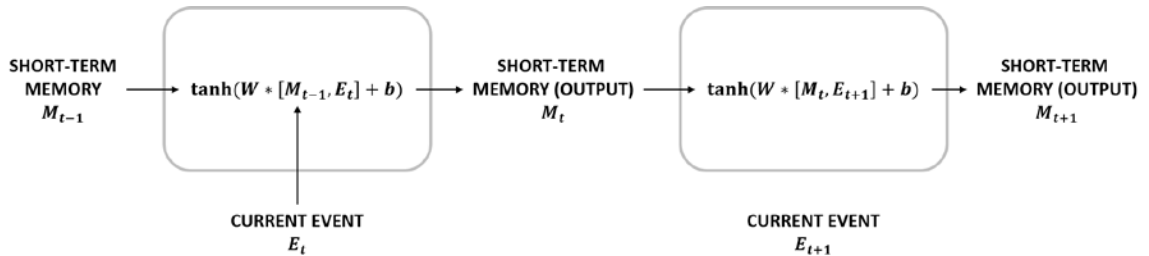 SHORT-TERM
MEMORY
M_{t-1}
tanh(W * [M_{t-1}, E_t] + b)
SHORT-TERM
MEMORY (OUTPUT)
M_t
tanh(W * [M_t, E_{t+1}] + b)
SHORT-TERM
MEMORY (OUTPUT)
M_{t+1}
CURRENT EVENT
E_t
CURRENT EVENT
E_{t+1}